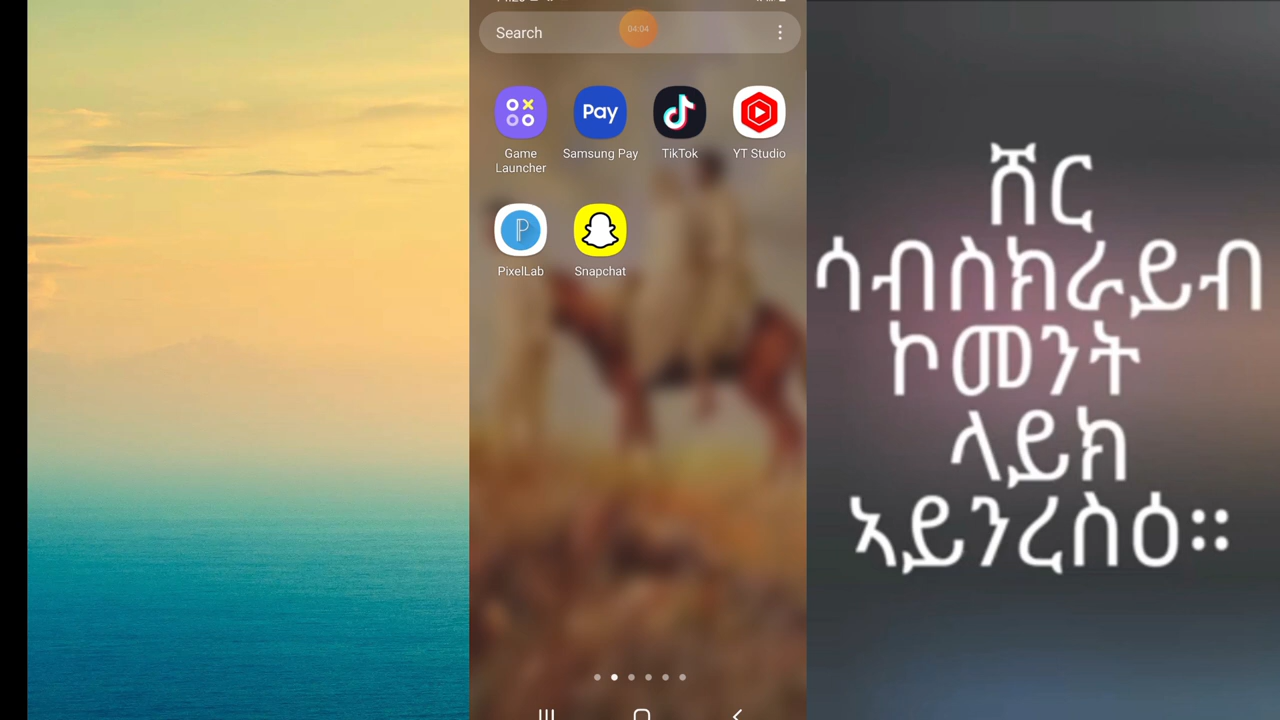 Search
04:04
Pay
Game Launcher
Samsung Pay
TikTok
YT Studio
PixelLab
Snapchat
ሸር
ሳብስክራይብ
ኮመንት
ላይክ
ኣይንረስዕ።